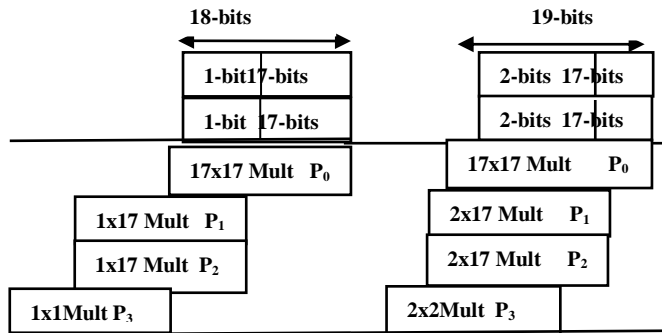 18-bits 19-bits
1-bit 17-bits 2-bits 17-bits
1-bit 17-bits 2-bits 17-bits
17x17 Mult P₀ 17x17 Mult P₀
1x17 Mult P₁ 2x17 Mult P₁
1x17 Mult P₂ 2x17 Mult P₂
1x1Mult P₃ 2x2Mult P₃